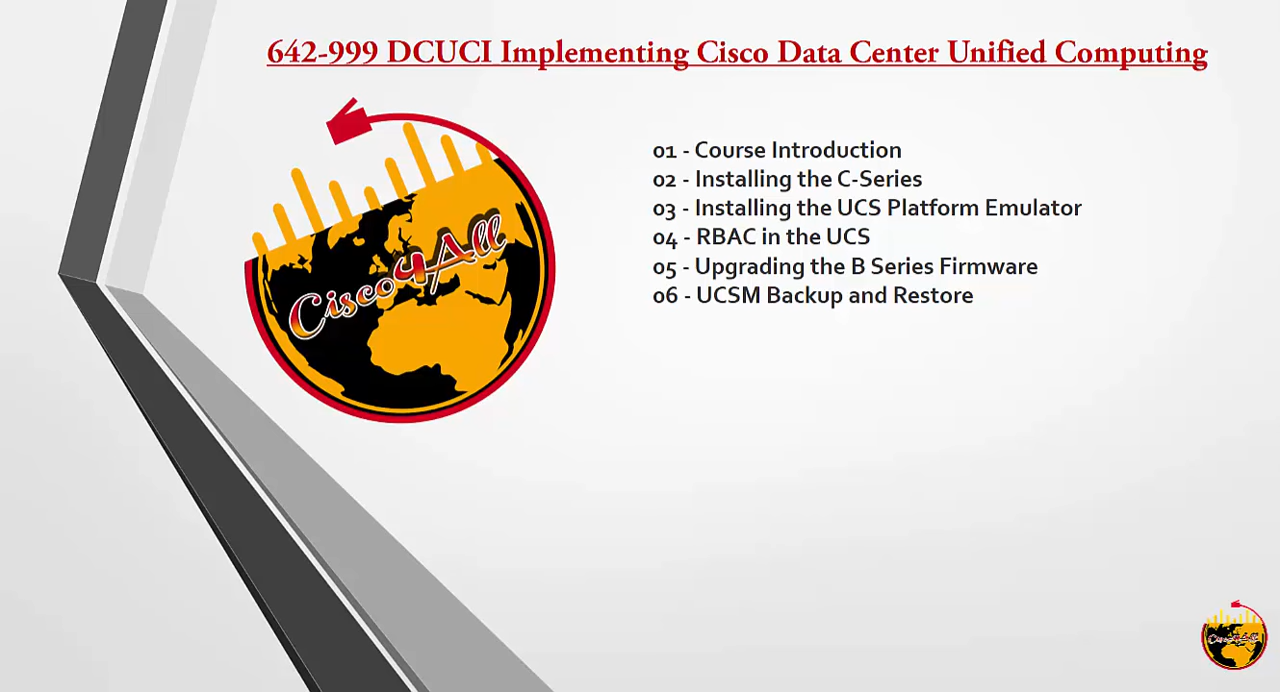 642-999 DCUCI Implementing Cisco Data Center Unified Computing
Cisco4All
01 - Course Introduction
02 - Installing the C-Series
03 - Installing the UCS Platform Emulator
04 - RBAC in the UCS
05 - Upgrading the B Series Firmware
06 - UCSM Backup and Restore
Cisco4All